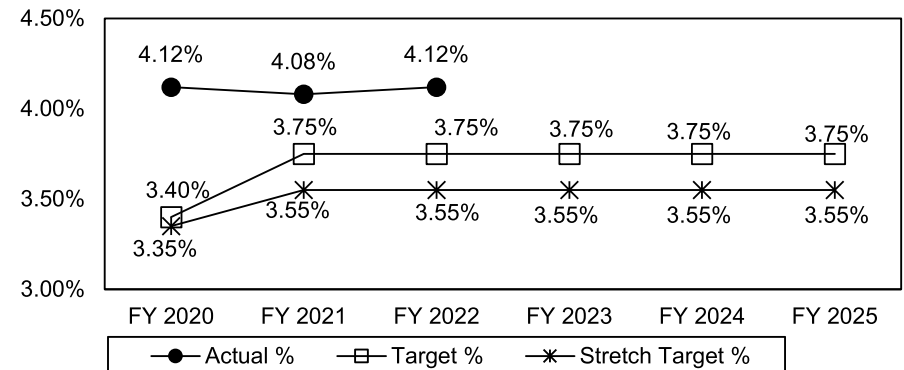 4.50%
4.12% 4.08% 4.12%
4.00%
3.75% 3.75% 3.75% 3.75% 3.75%
3.50%
3.40%
3.55% 3.55% 3.55% 3.55% 3.55%
3.35%
3.00%
FY 2020 FY 2021 FY 2022 FY 2023 FY 2024 FY 2025
Actual % Target % Stretch Target %